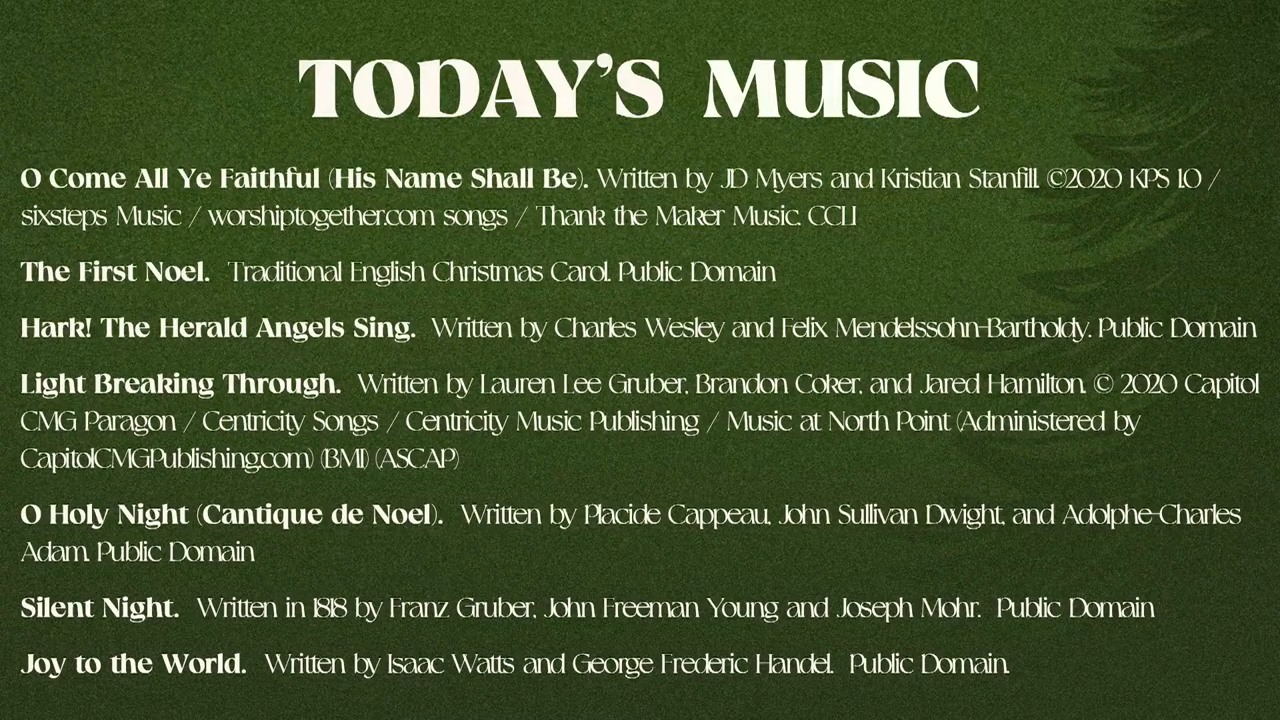 TODAY'S MUSIC
O Come All Ye Faithful (His Name Shall Be). Written by JD Myers and Kristian Stanfill. ©2020 KPS 1.0 /
sixsteps Music / worshiptogether.com songs / Thank the Maker Music. CCLI
The First Noel. Traditional English Christmas Carol. Public Domain
Hark! The Herald Angels Sing. Written by Charles Wesley and Felix Mendelssohn-Bartholdy. Public Domain
Light Breaking Through. Written by Lauren Lee Gruber, Brandon Coker, and Jared Hamilton. © 2020 Capitol
CMG Paragon / Centricity Songs / Centricity Music Publishing / Music at North Point (Administered by
CapitolCMGPublishing.com) (BMI) (ASCAP)
O Holy Night (Cantique de Noel). Written by Placide Cappeau, John Sullivan Dwight, and Adolphe-Charles
Adam. Public Domain
Silent Night. Written in 1818 by Franz Gruber, John Freeman Young and Joseph Mohr. Public Domain
Joy to the World. Written by Isaac Watts and George Frederic Handel. Public Domain.